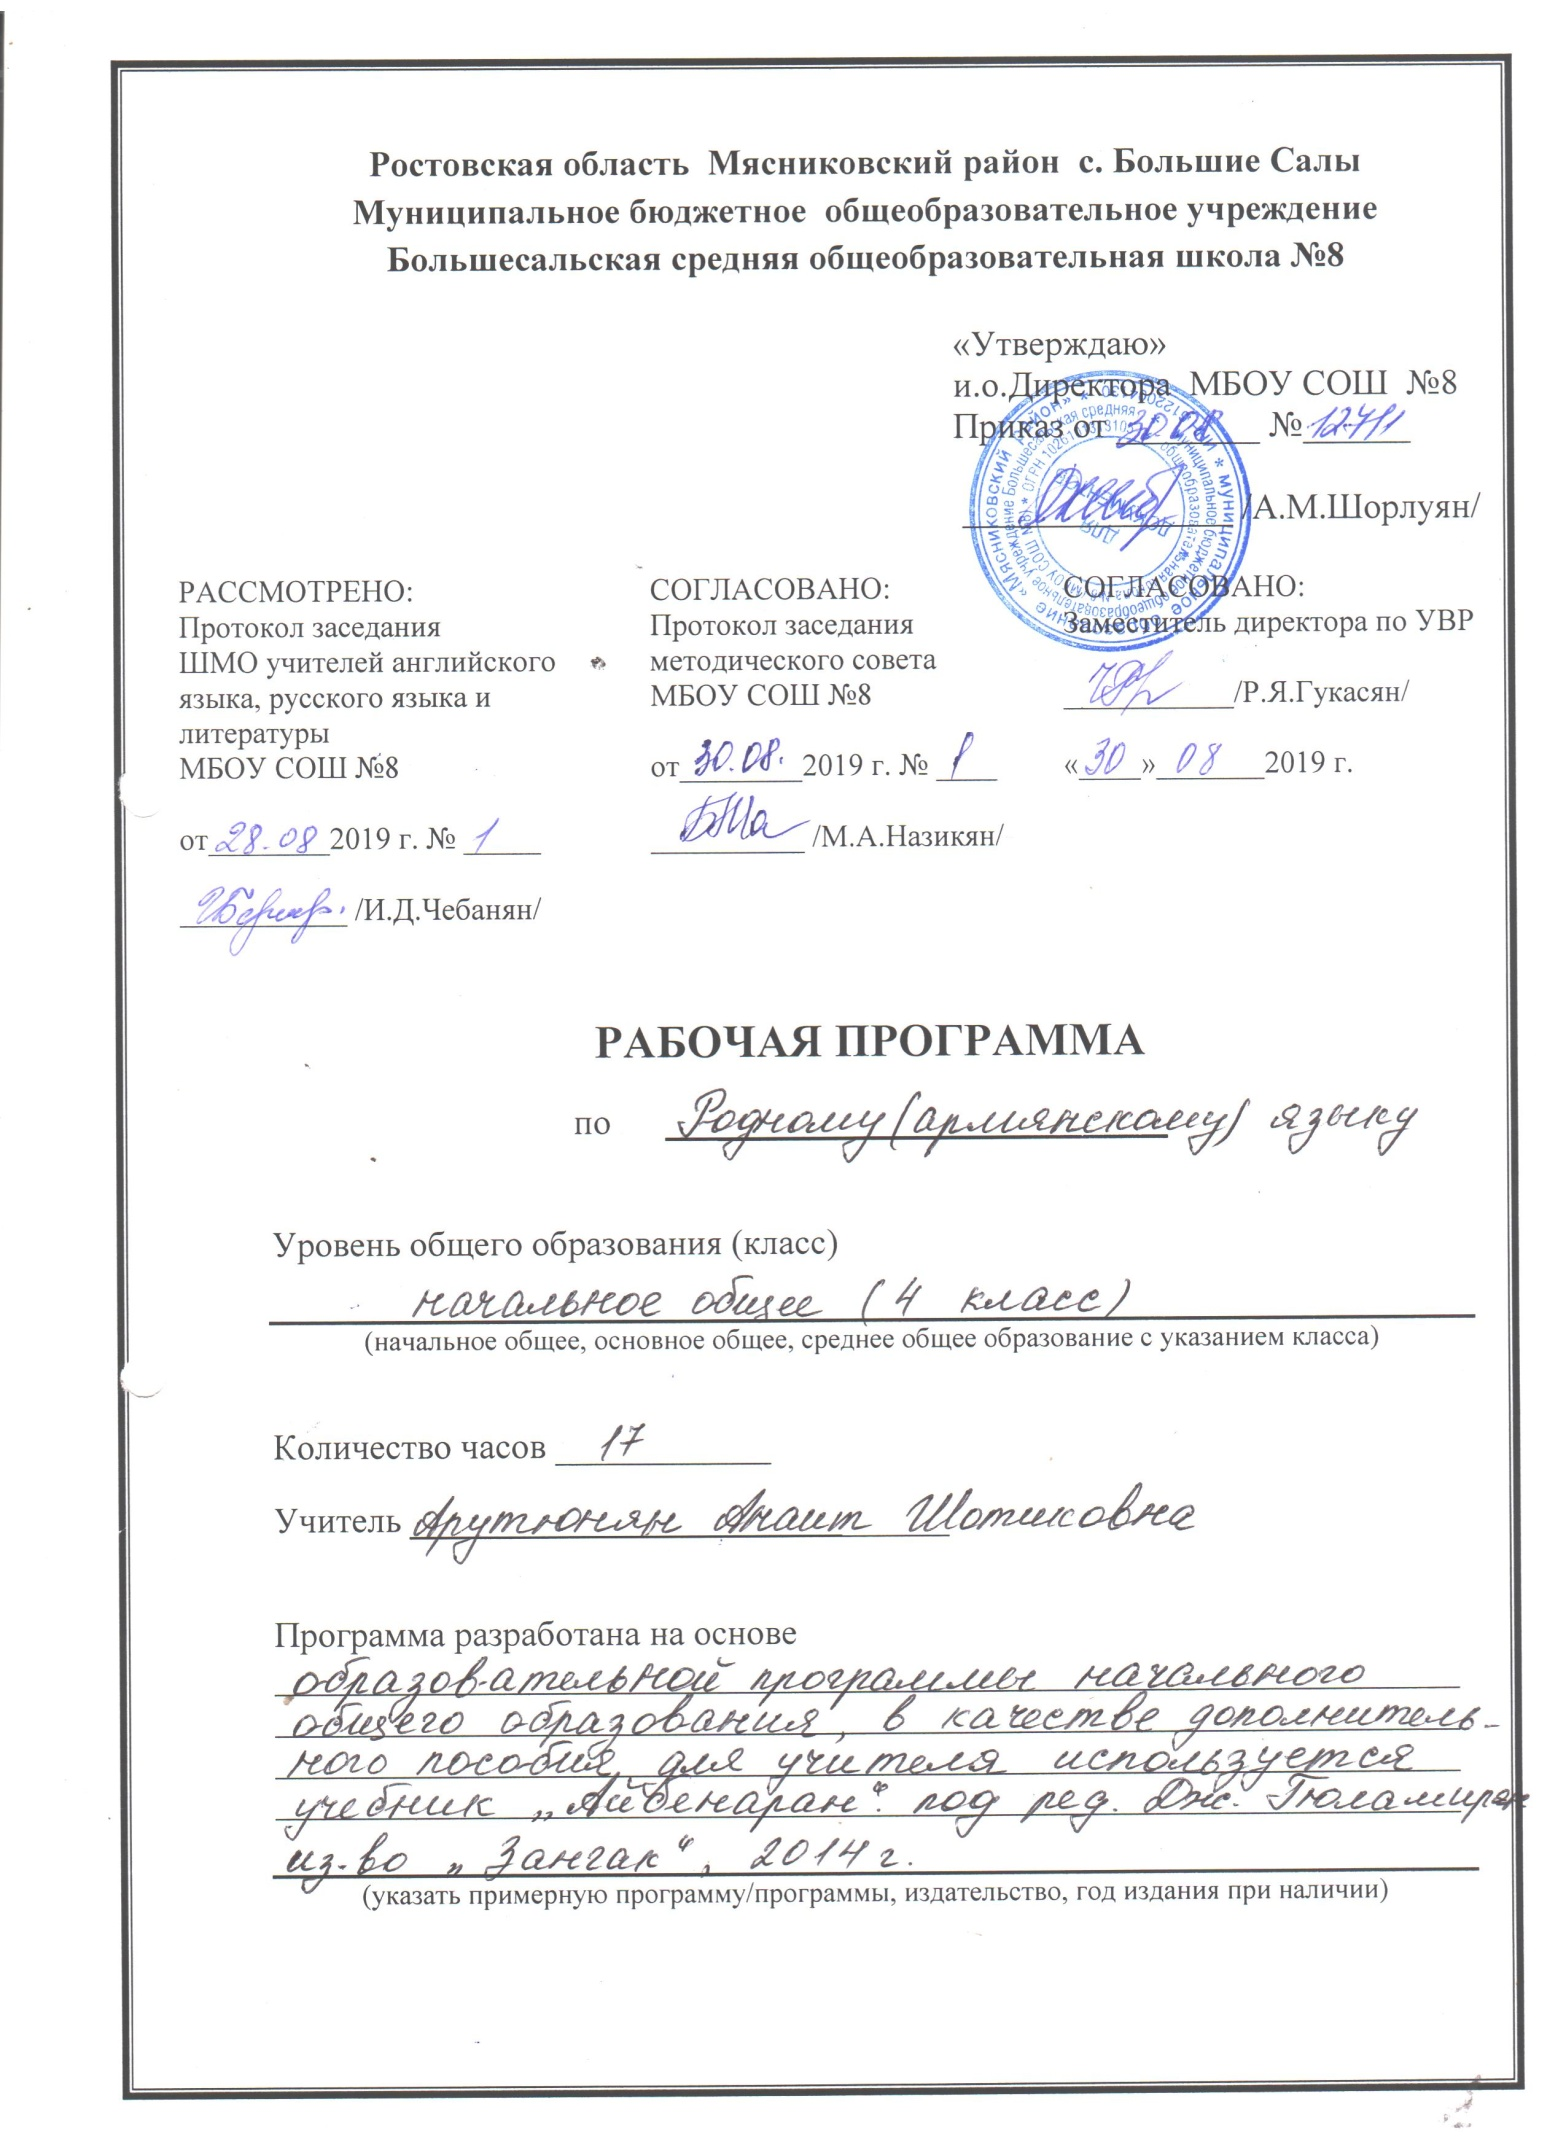 Ростовская область Мясниковский район с. Большие Салы
Муниципальное бюджетное общеобразовательное учреждение
Большесальская средняя общеобразовательная школа №8
«Утверждаю»
и.о.Директора МБОУ СОШ №8
Приказ от 30 08 №
/А.М.Шорлуян/
РАССМОТРЕНО:
Протокол заседания
ШМО учителей английского
языка, русского языка и
литературы
МБОУ СОШ №8
от 28.08 2019 г. № 1
/И.Д.Чебанян/
СОГЛАСОВАНО:
Протокол заседания
методического совета
МБОУ СОШ №8
от 30.08. 2019 г. № 1
/М.А.Назикян/
СОГЛАСОВАНО:
Заместитель директора по УВР
/Р.Я.Гукасян/
«30» 08 2019 г.
РАБОЧАЯ ПРОГРАММА
по Родному (армянскому) языку
Уровень общего образования (класс)
начальное общее (4 класс)
(начальное общее, основное общее, среднее общее образование с указанием класса)
Количество часов 17
Учитель Арутюнян Анаит Шотиковна
Программа разработана на основе
образовательной программы начального
общего образования, в качестве дополнитель-
ного пособия для учителя используется
учебник „Айбенаран“. под ред. Дж. Гюламирян
из-во „Зангак“, 2014 г.
(указать примерную программу/программы, издательство, год издания при наличии)